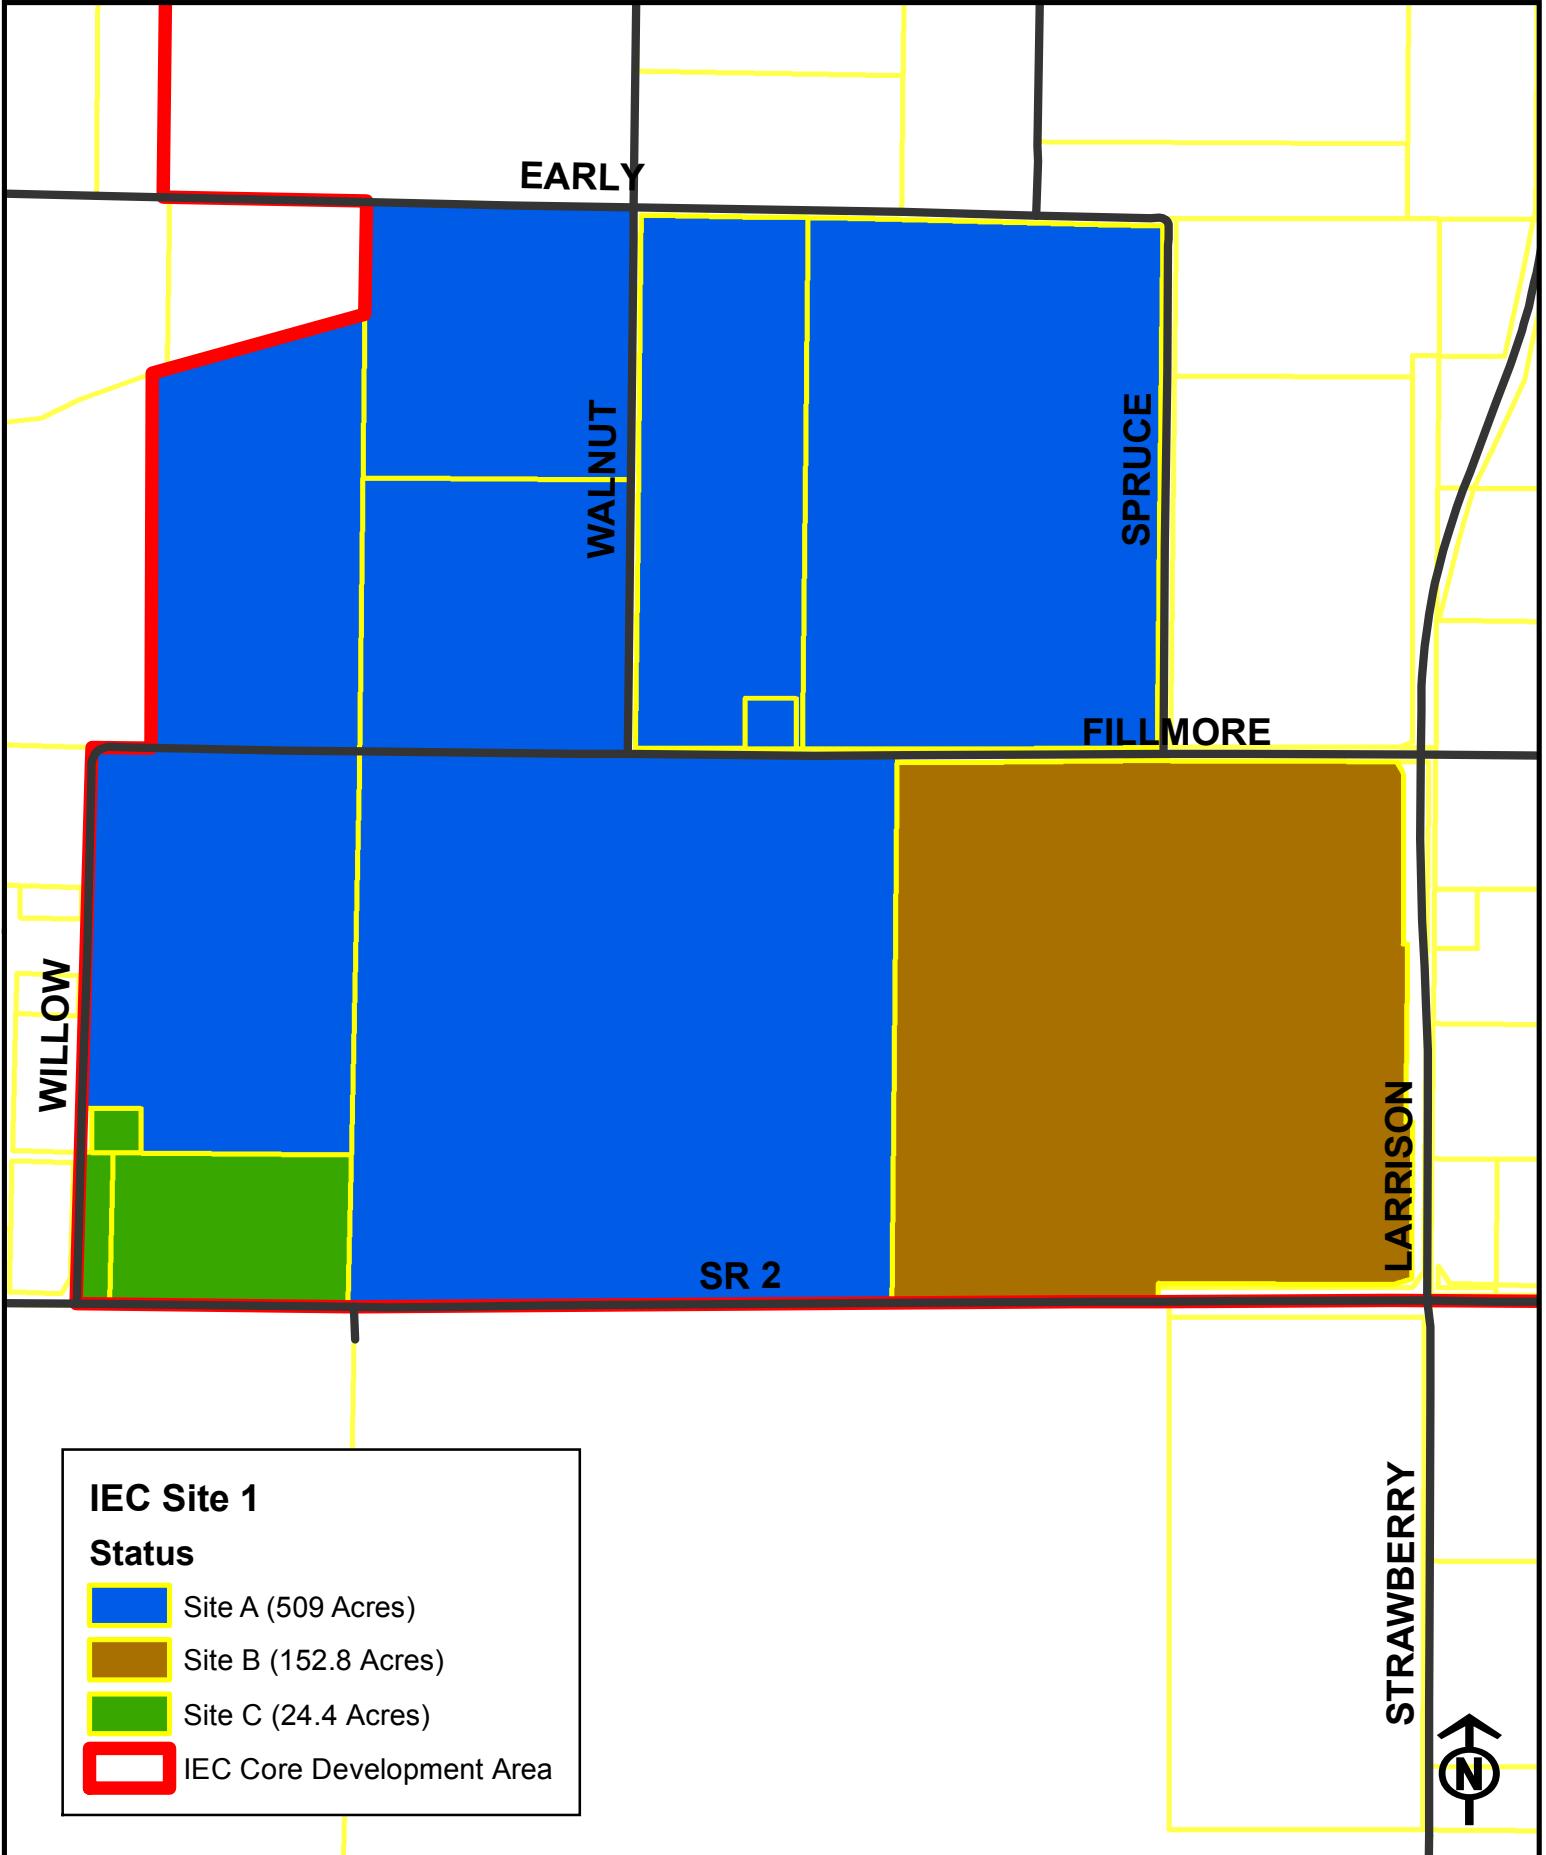 EARLY
WALNUT
SPRUCE
FILLMORE
WILLOW
LARRISON
SR 2
IEC Site 1
Status
Site A (509 Acres)
Site B (152.8 Acres)
Site C (24.4 Acres)
IEC Core Development Area
STRAWBERRY
N